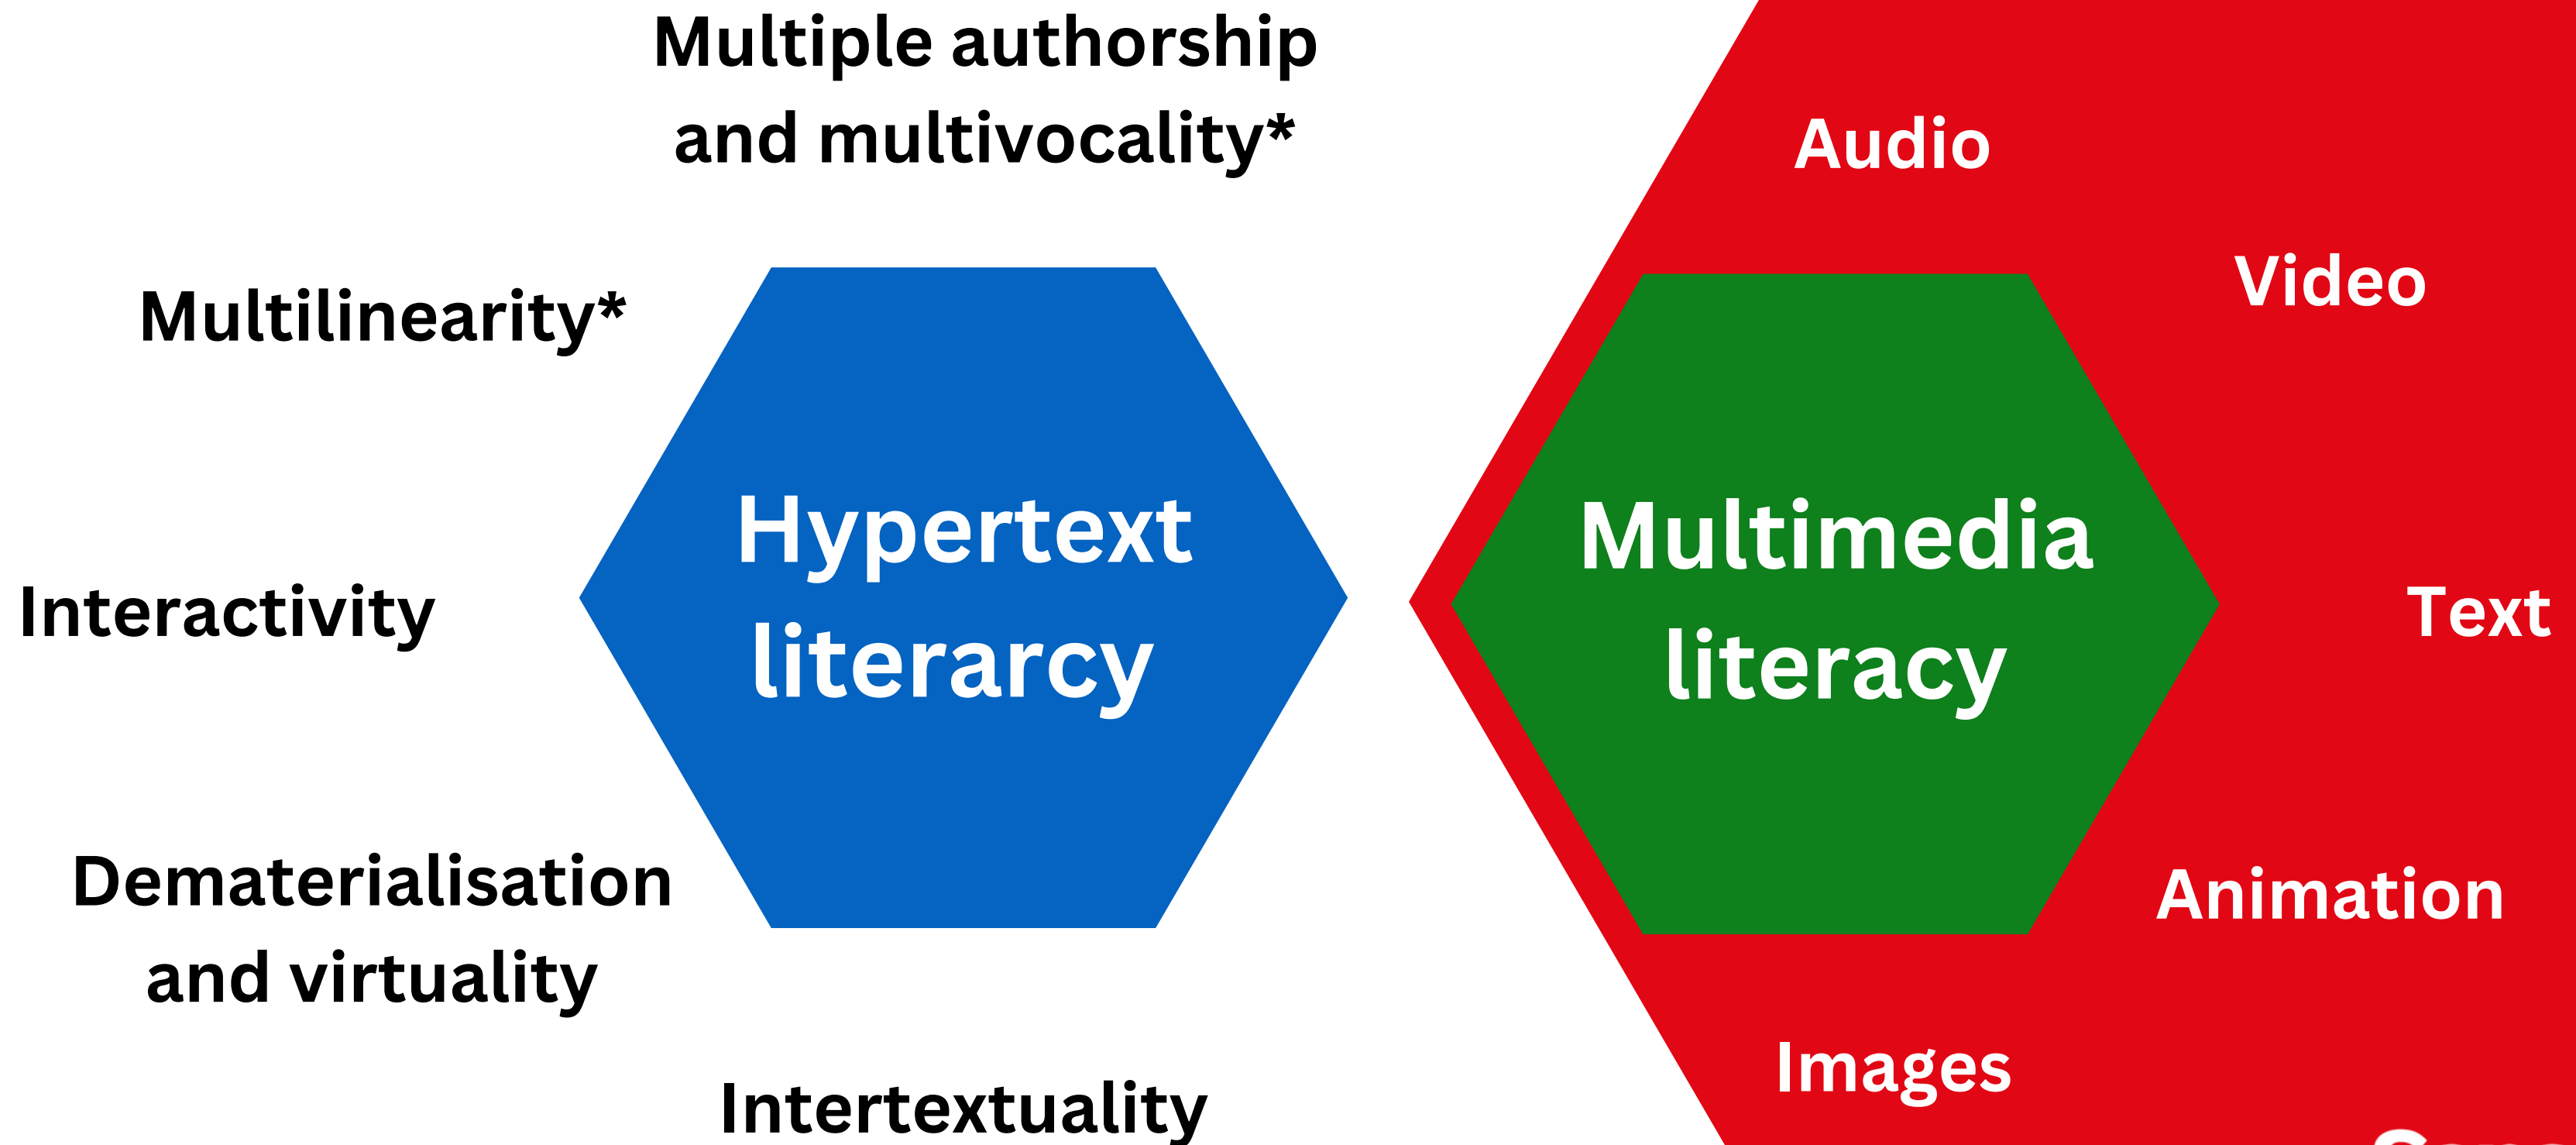 Multiple authorship
and multivocality*
Multilinearity*
Interactivity
Dematerialisation
and virtuality
Intertextuality
Hypertext
literarcy
Multimedia
literacy
Audio
Video
Text
Animation
Images